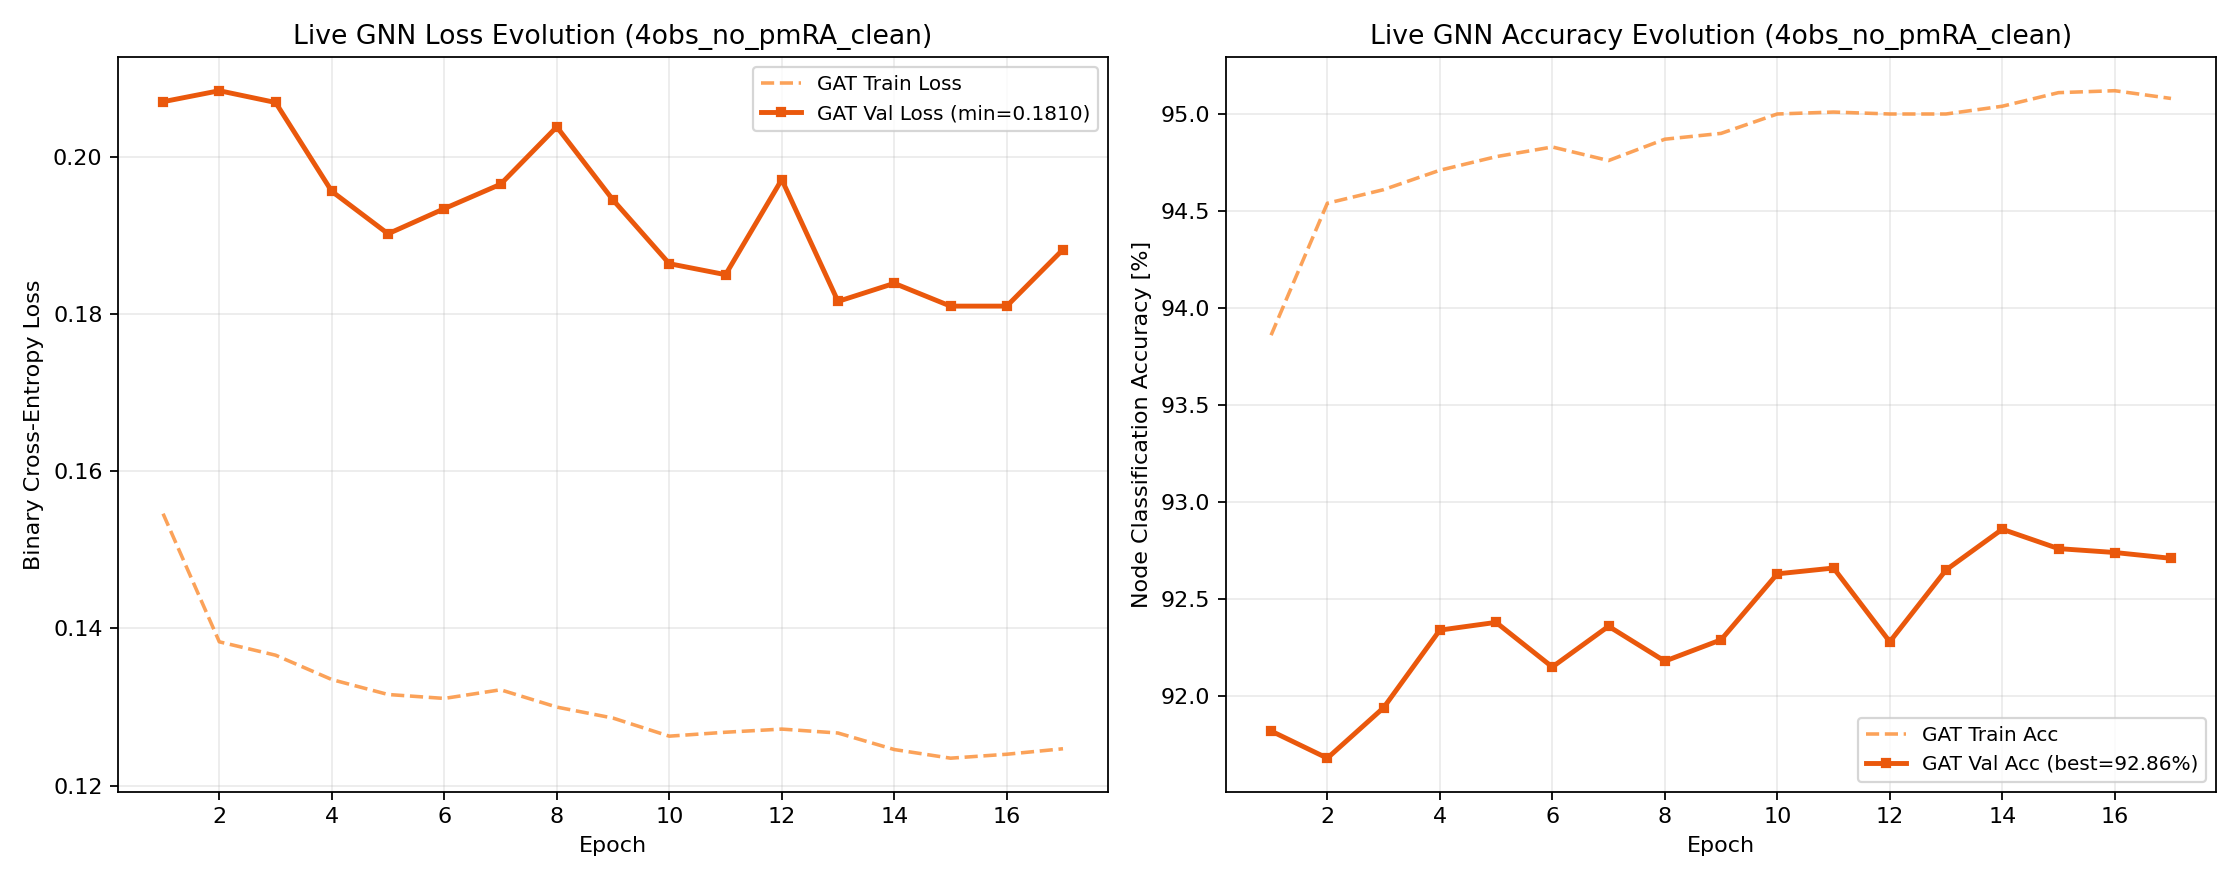 Live GNN Loss Evolution (4obs_no_pmRA_clean)
GAT Train Loss
GAT Val Loss (min=0.1810)
0.20
0.18
0.16
0.14
0.12
Binary Cross-Entropy Loss
2 4 6 8 10 12 14 16
Epoch
Live GNN Accuracy Evolution (4obs_no_pmRA_clean)
95.0
94.5
94.0
93.5
93.0
92.5
92.0
Node Classification Accuracy [%]
GAT Train Acc
GAT Val Acc (best=92.86%)
2 4 6 8 10 12 14 16
Epoch